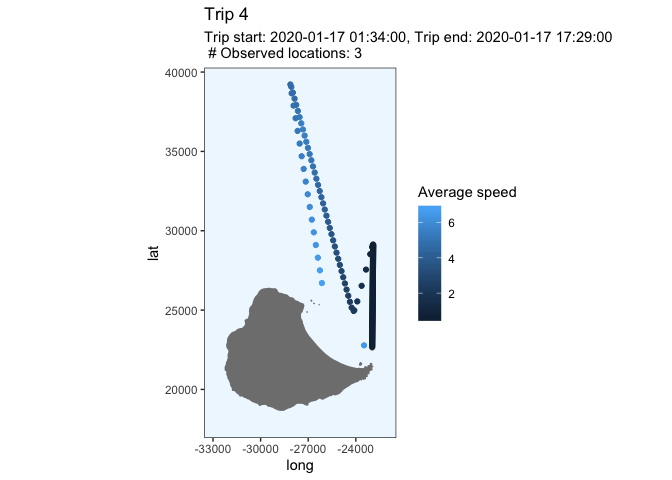 Trip 4
Trip start: 2020-01-17 01:34:00, Trip end: 2020-01-17 17:29:00
# Observed locations: 3
40000
35000
30000
25000
20000
lat
-33000 -30000 -27000 -24000
long
Average speed
6
4
2